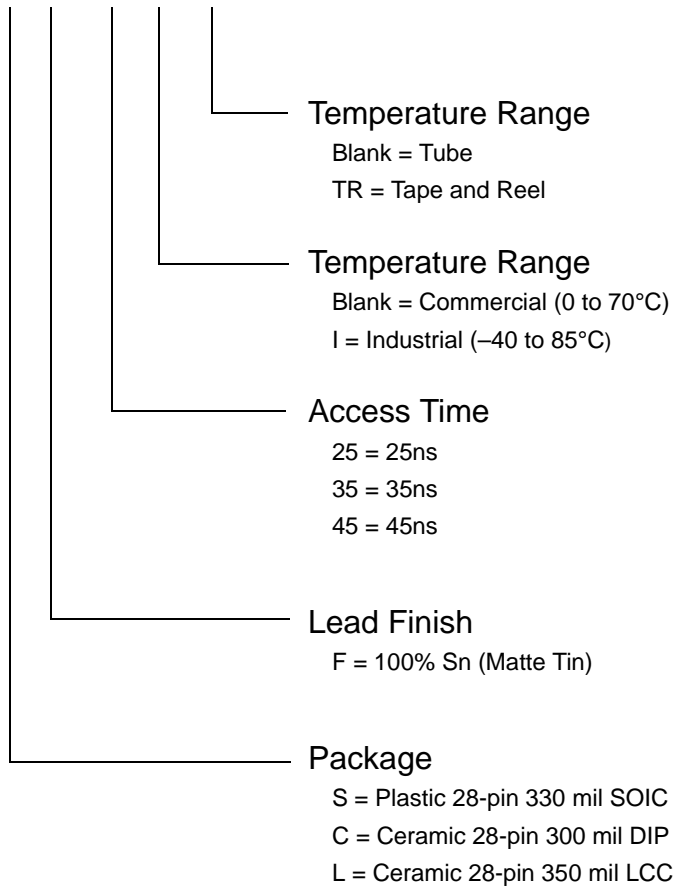 Temperature Range
Blank = Tube
TR = Tape and Reel
Temperature Range
Blank = Commercial (0 to 70°C)
I = Industrial (–40 to 85°C)
Access Time
25 = 25ns
35 = 35ns
45 = 45ns
Lead Finish
F = 100% Sn (Matte Tin)
Package
S = Plastic 28-pin 330 mil SOIC
C = Ceramic 28-pin 300 mil DIP
L = Ceramic 28-pin 350 mil LCC